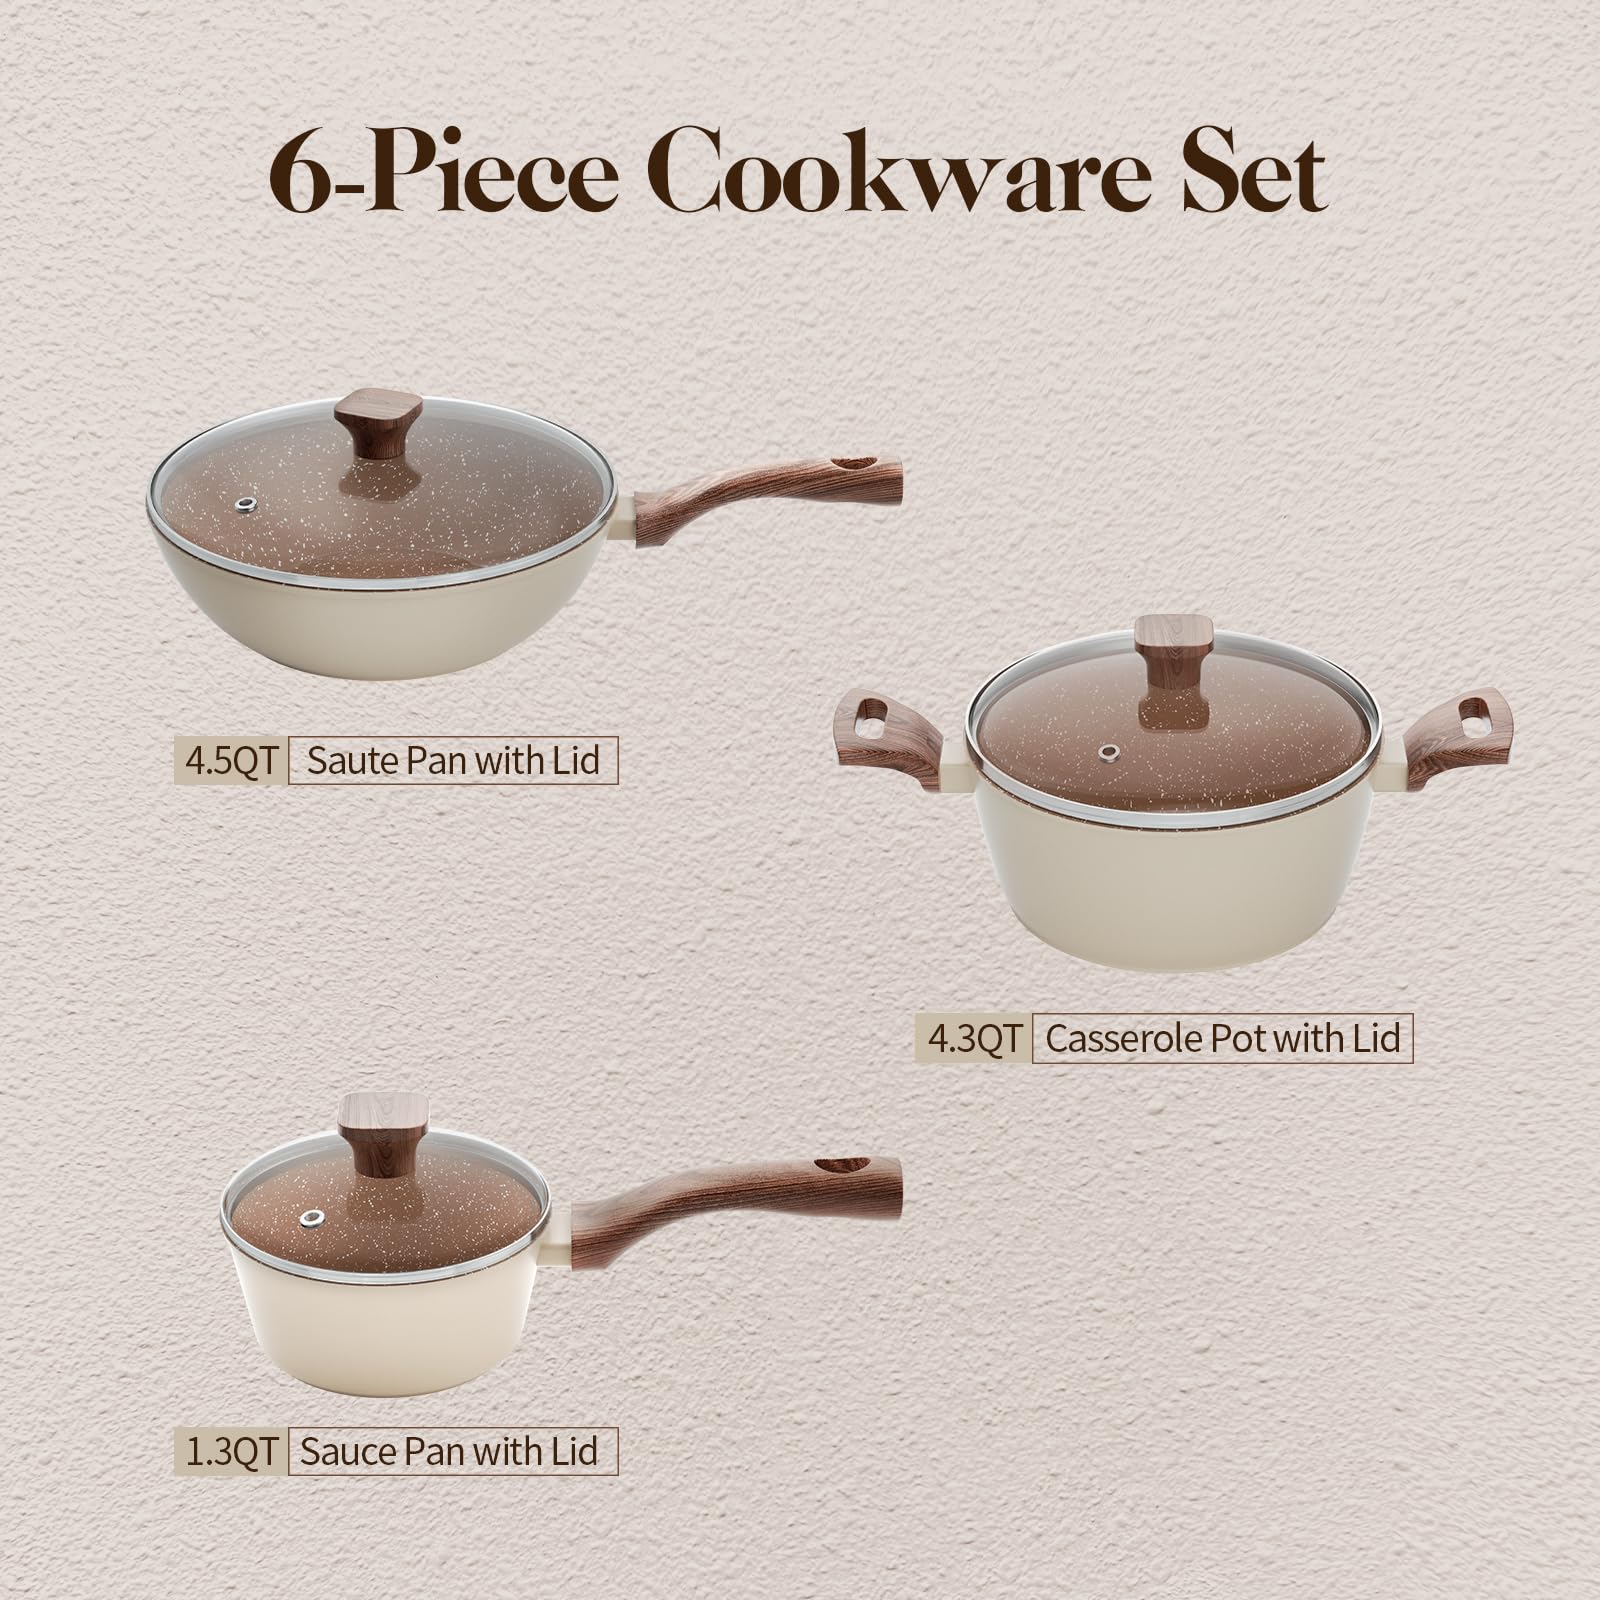 6-Piece Cookware Set
4.5QT Saute Pan with Lid
4.3QT Casserole Pot with Lid
1.3QT Sauce Pan with Lid